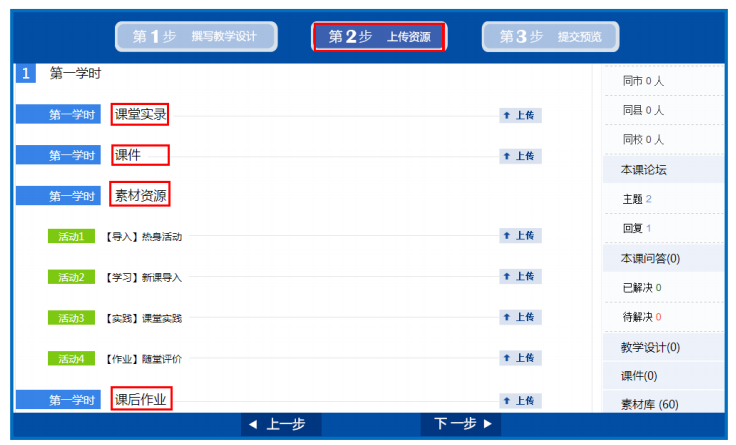 第1步 撰写教学设计
第2步 上传资源
第3步 提交预览
1 第一学时
第一学时 课堂实录 上传
第一学时 课件 上传
第一学时 素材资源
活动1 【导入】热身活动 上传
活动2 【学习】新课导入 上传
活动3 【实践】课堂实践 上传
活动4 【作业】随堂评价 上传
第一学时 课后作业 上传
同市 0 人
同县 0 人
同校 0 人
本课论坛
主题 2
回复 1
本课问答(0)
已解决 0
待解决 0
教学设计(0)
课件(0)
素材库 (60)
上一步
下一步